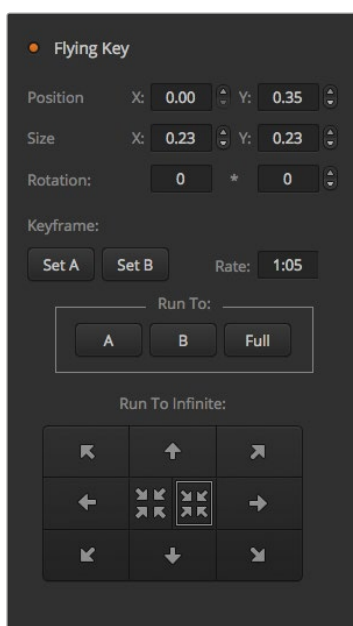 Flying Key
Position X: 0.00 Y: 0.35
Size X: 0.23 Y: 0.23
Rotation: 0 * 0
Keyframe:
Set A Set B Rate: 1:05
Run To:
A B Full
Run To Infinite: